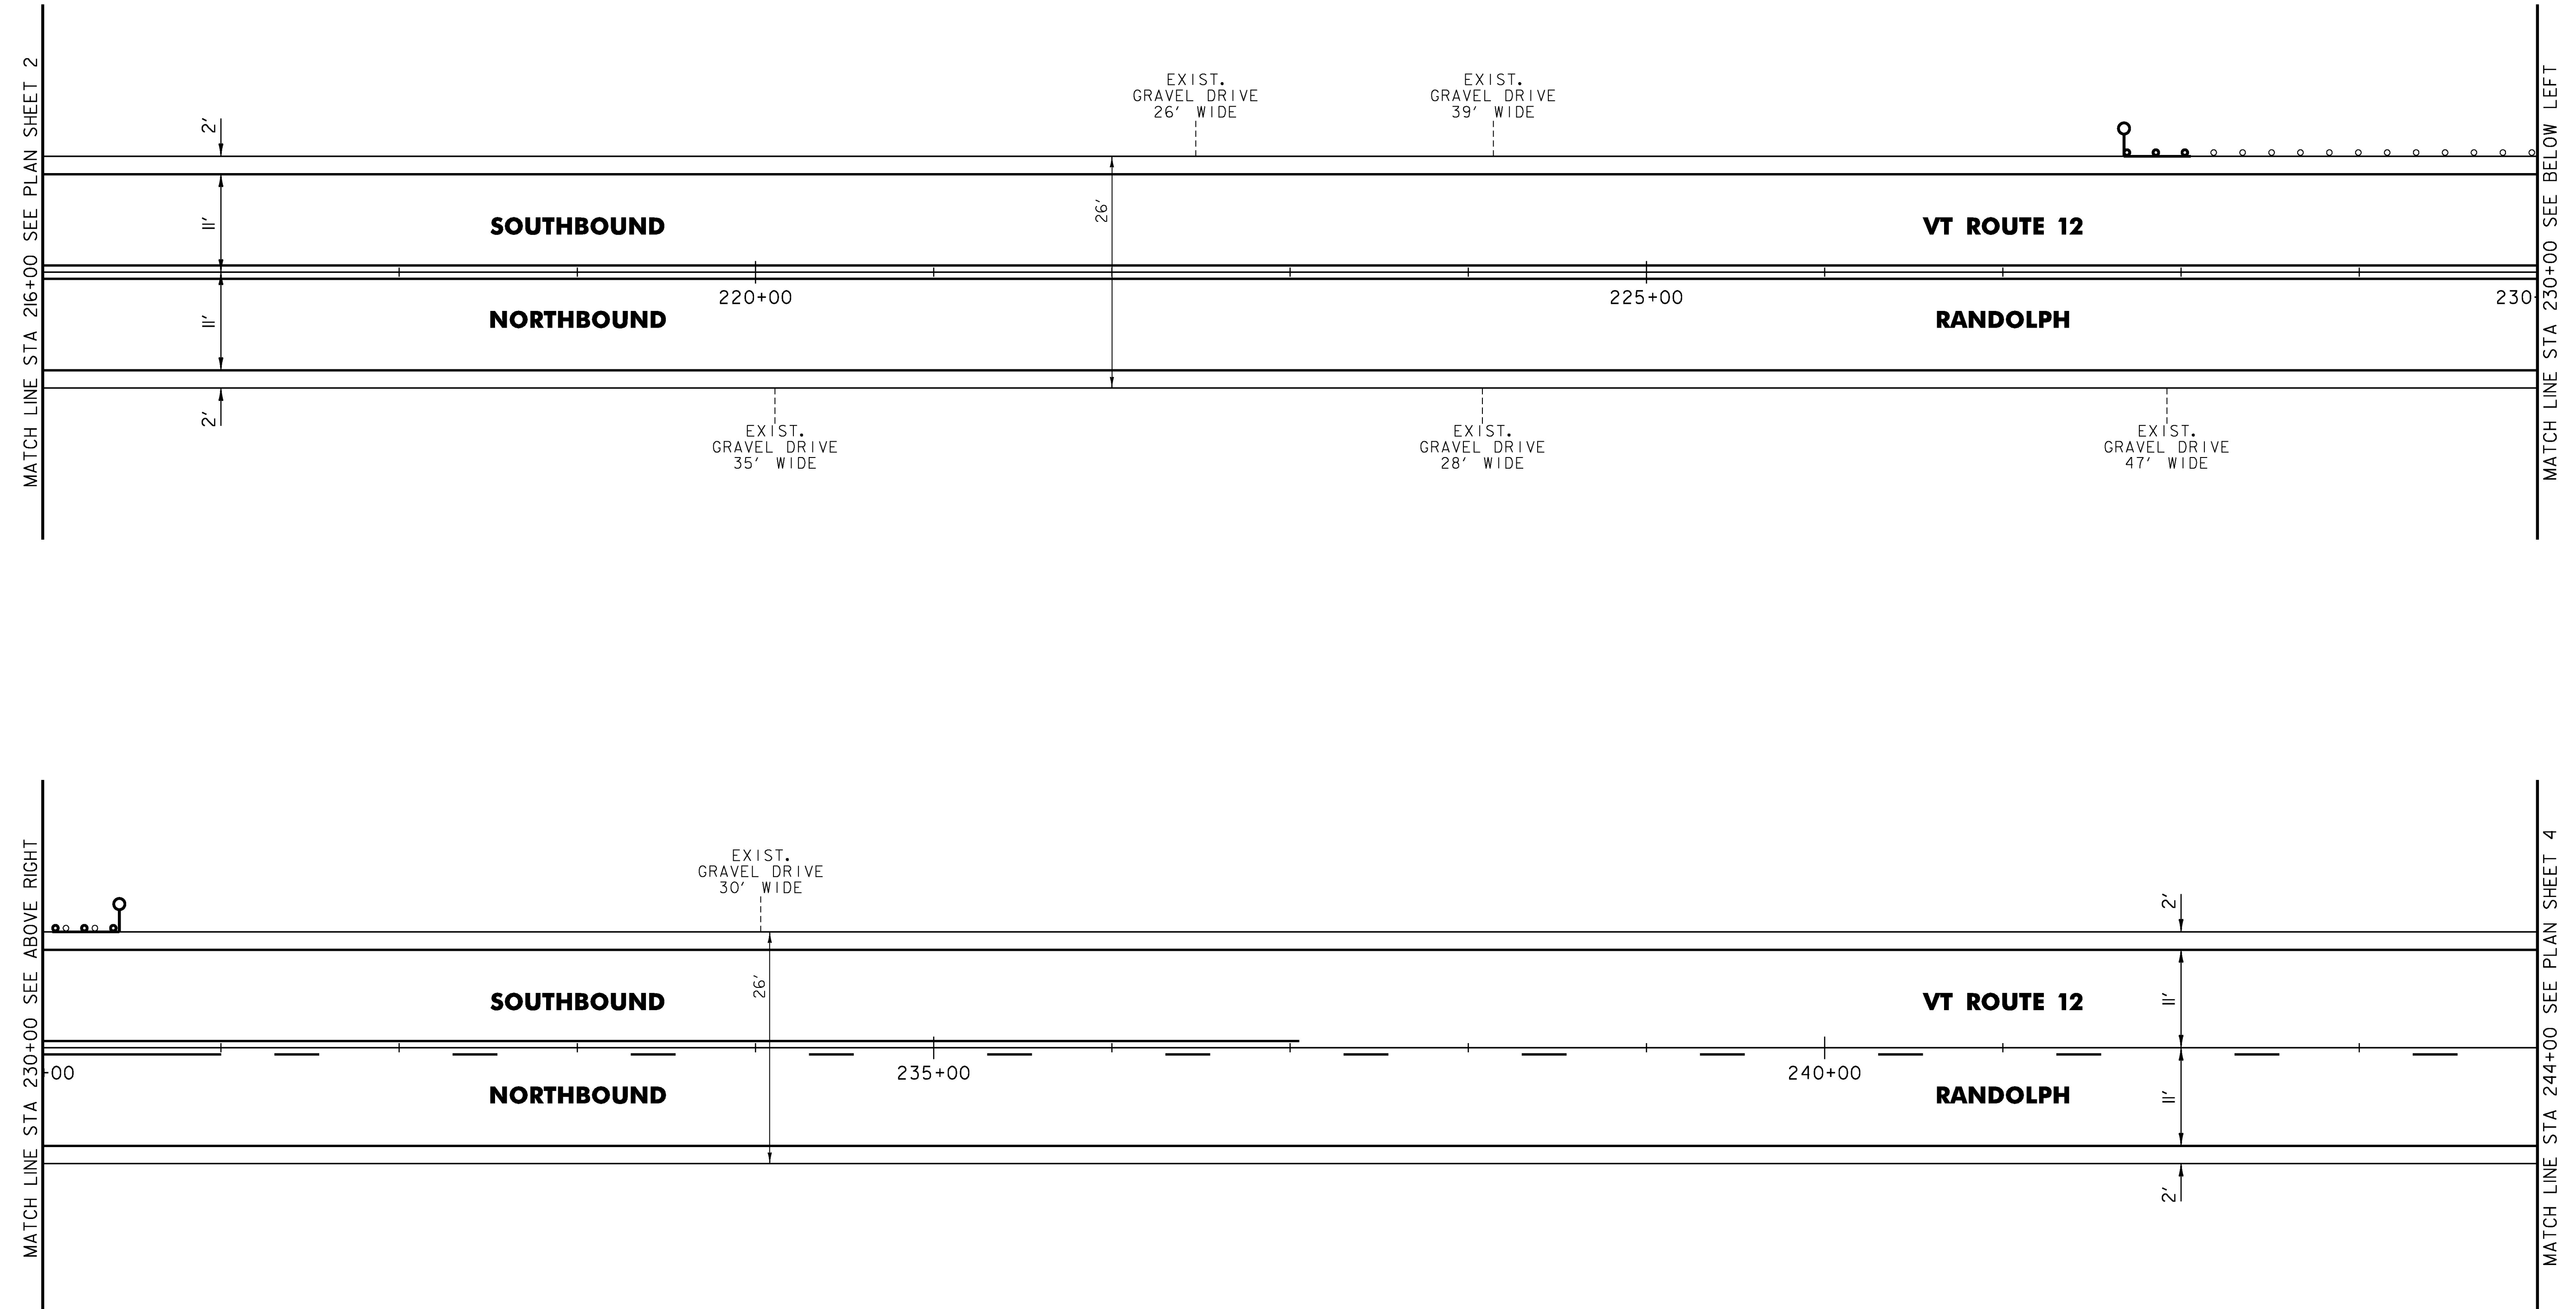 MATCH LINE STA 216+00 SEE PLAN SHEET 2
EXIST.
GRAVEL DRIVE
26' WIDE
EXIST.
GRAVEL DRIVE
39' WIDE
2'
11'
SOUTHBOUND
26'
VT ROUTE 12
220+00
225+00
230
11'
NORTHBOUND
RANDOLPH
2'
EXIST.
GRAVEL DRIVE
35' WIDE
EXIST.
GRAVEL DRIVE
28' WIDE
EXIST.
GRAVEL DRIVE
47' WIDE
MATCH LINE STA 230+00 SEE BELOW LEFT
MATCH LINE STA 230+00 SEE ABOVE RIGHT
EXIST.
GRAVEL DRIVE
30' WIDE
2'
SOUTHBOUND
26'
VT ROUTE 12
11'
+00
235+00
240+00
NORTHBOUND
RANDOLPH
11'
2'
MATCH LINE STA 244+00 SEE PLAN SHEET 4